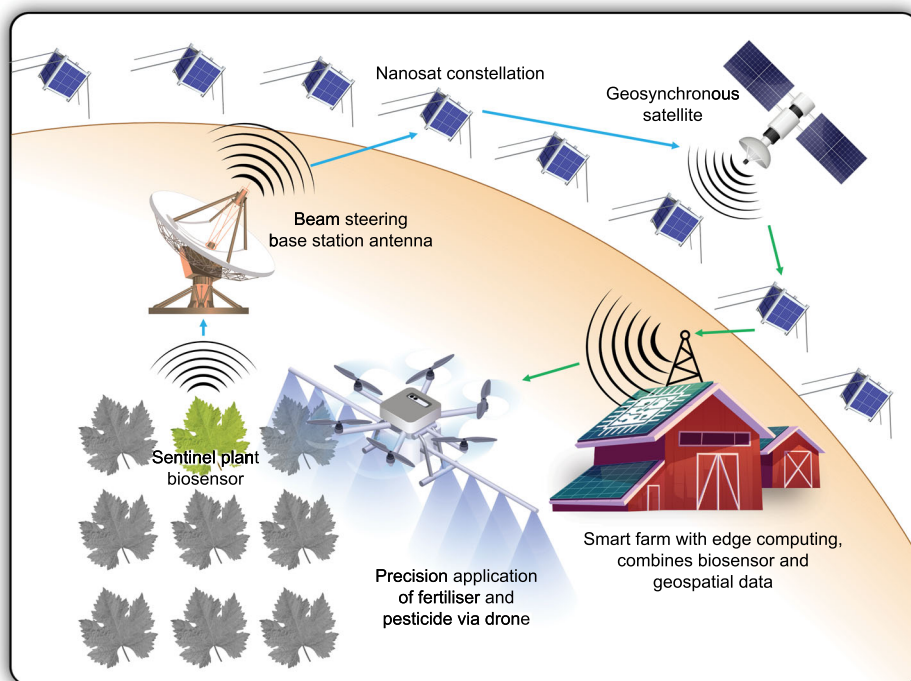 Nanosat constellation
Geosynchronous
satellite
Beam steering
base station antenna
Sentinel plant
biosensor
Smart farm with edge computing,
combines biosensor and
geospatial data
Precision application
of fertiliser and
pesticide via drone